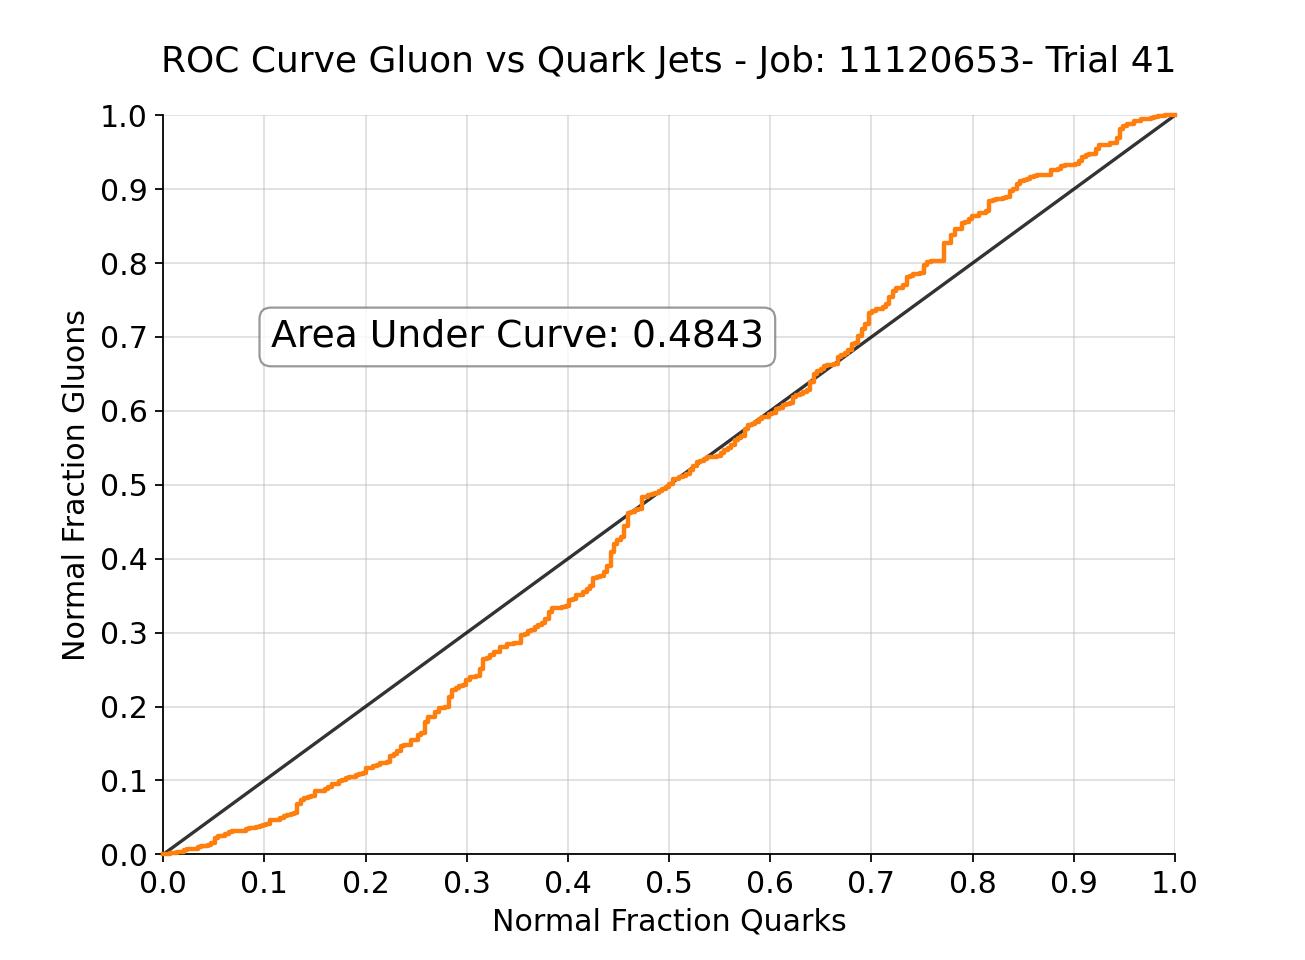 ROC Curve Gluon vs Quark Jets - Job: 11120653- Trial 41
1.0
0.9
0.8
0.7
0.6
0.5
0.4
0.3
0.2
0.1
0.0
Normal Fraction Gluons
Area Under Curve: 0.4843
0.0 0.1 0.2 0.3 0.4 0.5 0.6 0.7 0.8 0.9 1.0
Normal Fraction Quarks